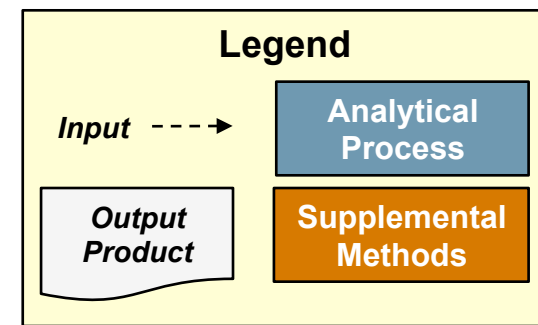 Legend
Input
Analytical
Process
Output
Product
Supplemental
Methods